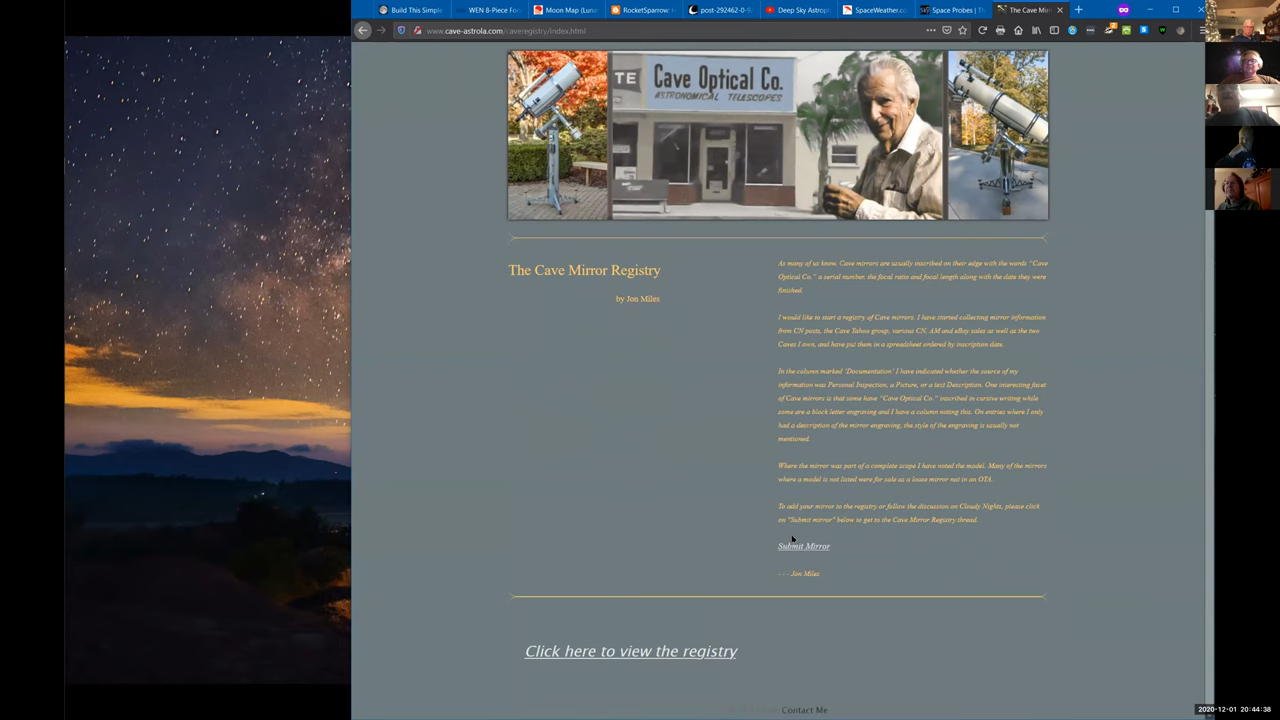 Build This Simple
WEN 8-Piece For
Moon Map (Luna
RocketSparrow:
post-292462-0-9
Deep Sky Astroph
SpaceWeather.co
Space Probes | Th
The Cave Mir
www.cave-astrola.com/caveregistry/index.html
TE
Cave Optical Co.
ASTRONOMICAL TELESCOPES
The Cave Mirror Registry
by Jon Miles
As many of us know, Cave mirrors are usually inscribed on their edge with the words "Cave
Optical Co." a serial number, the focal ratio and focal length along with the date they were
finished.
I would like to start a registry of Cave mirrors. I have started collecting mirror information
from CN posts, the Cave Yahoo group, various CN, AM and eBay sales as well as the two
Caves I own, and have put them in a spreadsheet ordered by inscription date.
In the column marked 'Documentation' I have indicated whether the source of my
information was Personal Inspection, a Picture, or a text Description. One interesting facet
of Cave mirrors is that some have "Cave Optical Co." inscribed in cursive writing while
some are a block letter engraving and I have a column noting this. On entries where I only
had a description of the mirror engraving, the style of the engraving is usually not
mentioned.
Where the mirror was part of a complete scope I have noted the model. Many of the mirrors
where a model is not listed were for sale as a loose mirror not in an OTA.
To add your mirror to the registry or follow the discussion on Cloudy Nights, please click
on "Submit mirror" below to get to the Cave Mirror Registry thread.
Submit Mirror
- - - Jon Miles
Click here to view the registry
Contact Me
2020-12-01 20:44:38